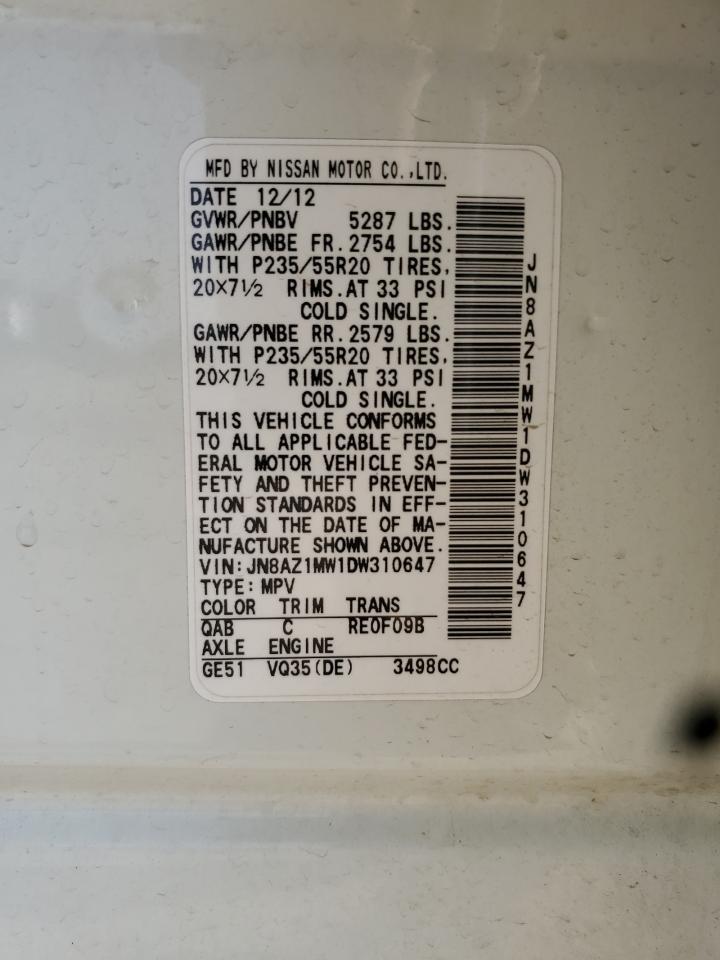 MFD BY NISSAN MOTOR CO.,LTD.
DATE 12/12
GVWR/PNBV 5287 LBS.
GAWR/PNBE FR.2754 LBS.
WITH P235/55R20 TIRES,
20×7½ RIMS.AT 33 PSI
COLD SINGLE.
GAWR/PNBE RR.2579 LBS.
WITH P235/55R20 TIRES,
20×7½ RIMS.AT 33 PSI
COLD SINGLE.
THIS VEHICLE CONFORMS
TO ALL APPLICABLE FED-
ERAL MOTOR VEHICLE SA-
FETY AND THEFT PREVEN-
TION STANDARDS IN EFF-
ECT ON THE DATE OF MA-
NUFACTURE SHOWN ABOVE.
VIN:JN8AZ1MW1DW310647
TYPE:MPV
COLOR TRIM TRANS
QAB C RE0F09B
AXLE ENGINE
GE51 VQ35(DE) 3498CC
JN8AZ1MW1DW310647